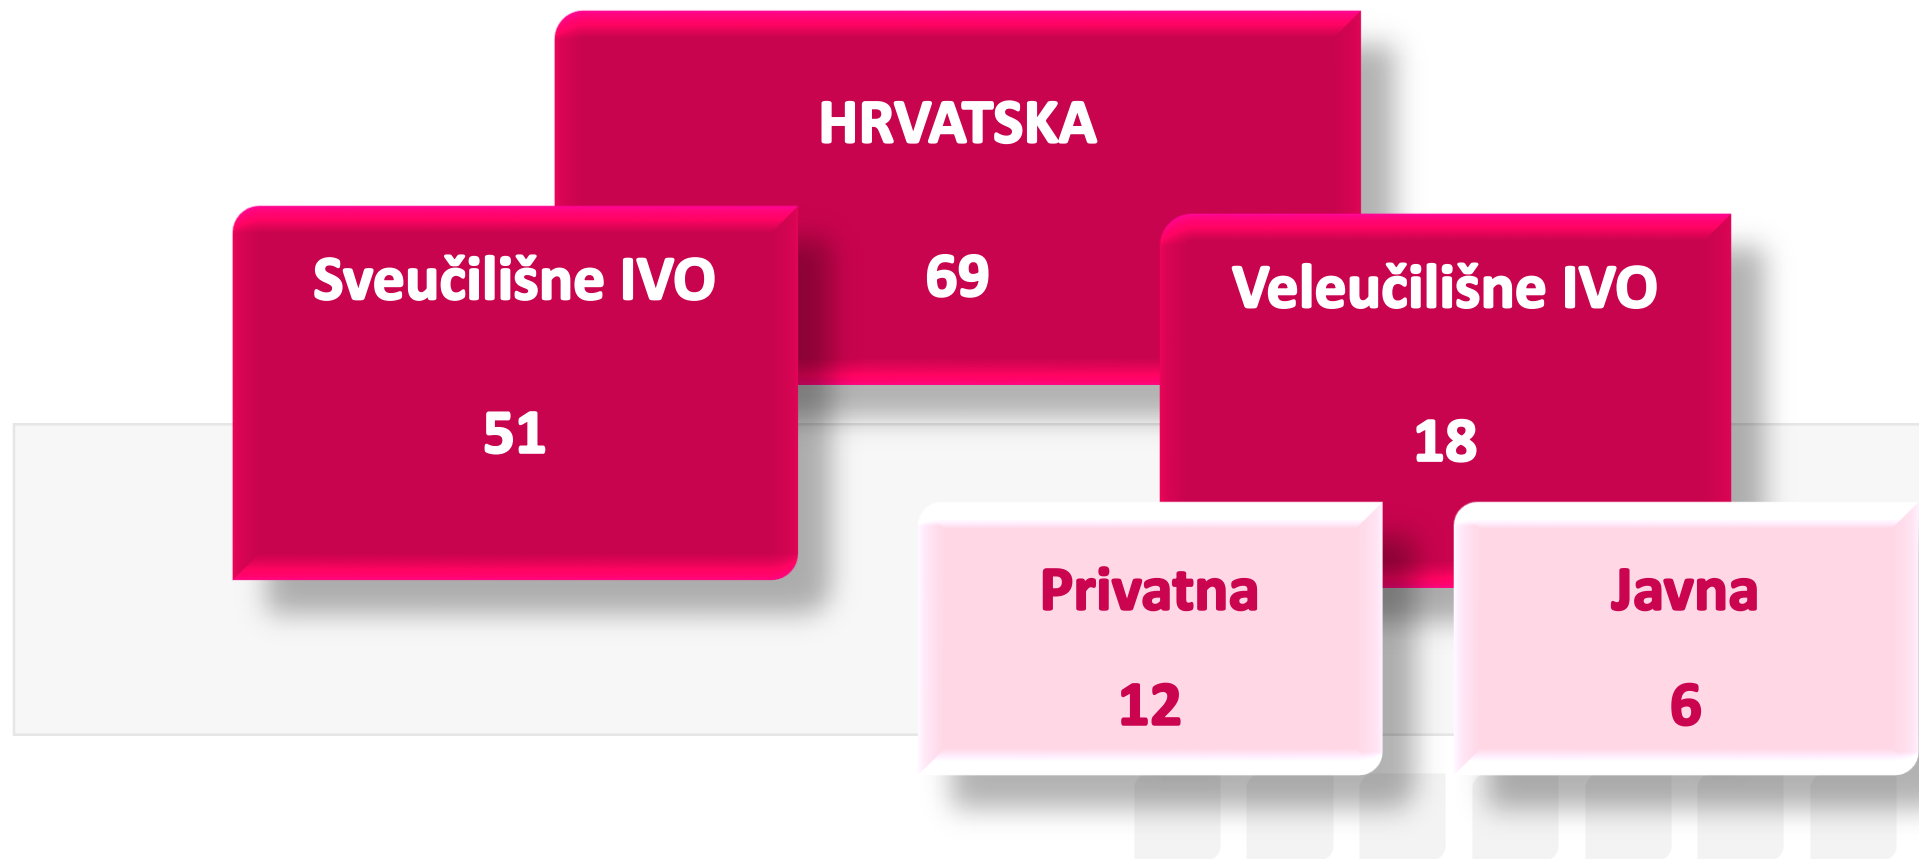 HRVATSKA
69
Sveučilišne IVO
51
Veleučilišne IVO
18
Privatna
12
Javna
6